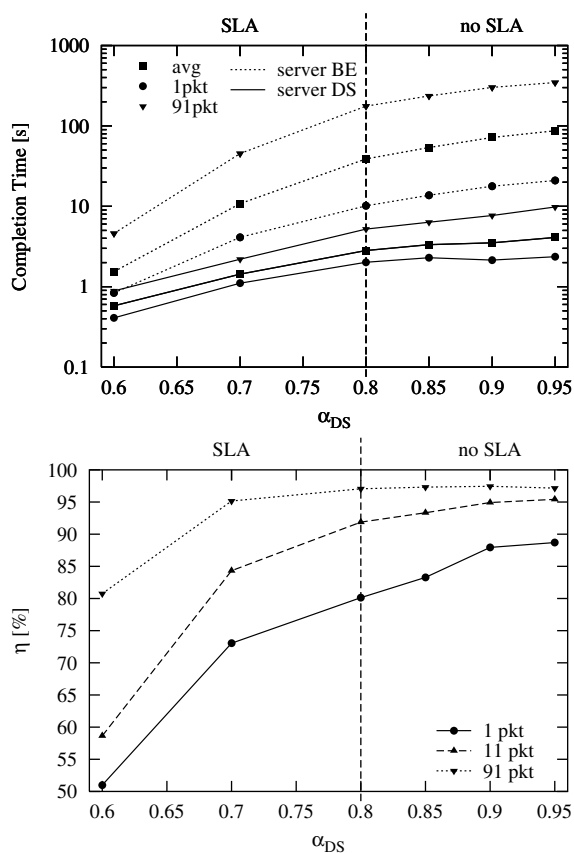 SLA no SLA
1000
100
10
1
0.1
Completion Time [s]
avg
1pkt
91pkt
server BE
server DS
0.6 0.65 0.7 0.75 0.8 0.85 0.9 0.95
α_DS
SLA no SLA
100
95
90
85
80
75
70
65
60
55
50
η [%]
1 pkt
11 pkt
91 pkt
0.6 0.65 0.7 0.75 0.8 0.85 0.9 0.95
α_DS